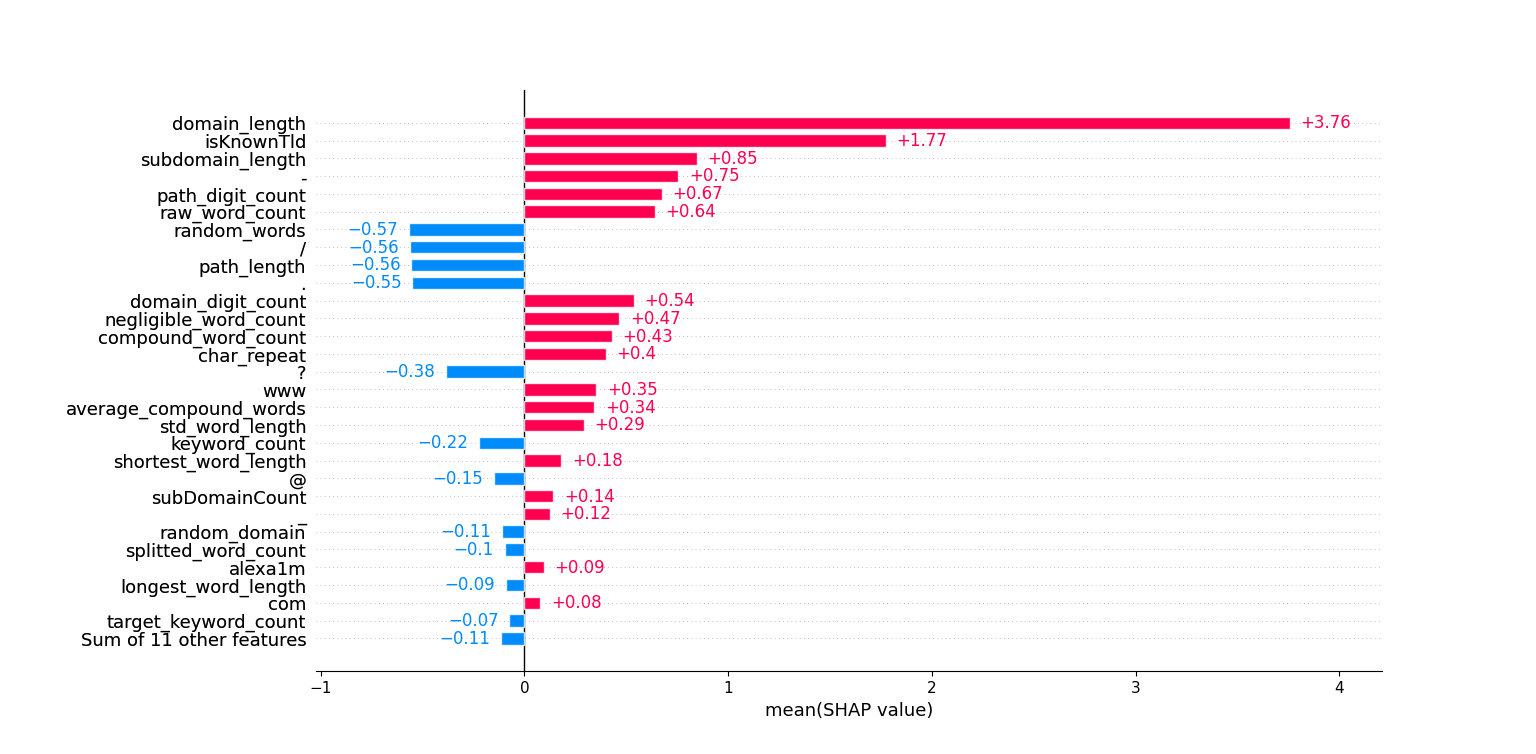 domain_length +3.76
isKnownTld +1.77
subdomain_length +0.85
- +0.75
path_digit_count +0.67
raw_word_count +0.64
random_words −0.57
/ −0.56
path_length −0.56
. −0.55
domain_digit_count +0.54
negligible_word_count +0.47
compound_word_count +0.43
char_repeat +0.4
? −0.38
www +0.35
average_compound_words +0.34
std_word_length +0.29
keyword_count −0.22
shortest_word_length +0.18
@ −0.15
subDomainCount +0.14
_ +0.12
random_domain −0.11
splitted_word_count −0.1
alexa1m +0.09
longest_word_length −0.09
com +0.08
target_keyword_count −0.07
Sum of 11 other features −0.11
−1 0 1 2 3 4
mean(SHAP value)